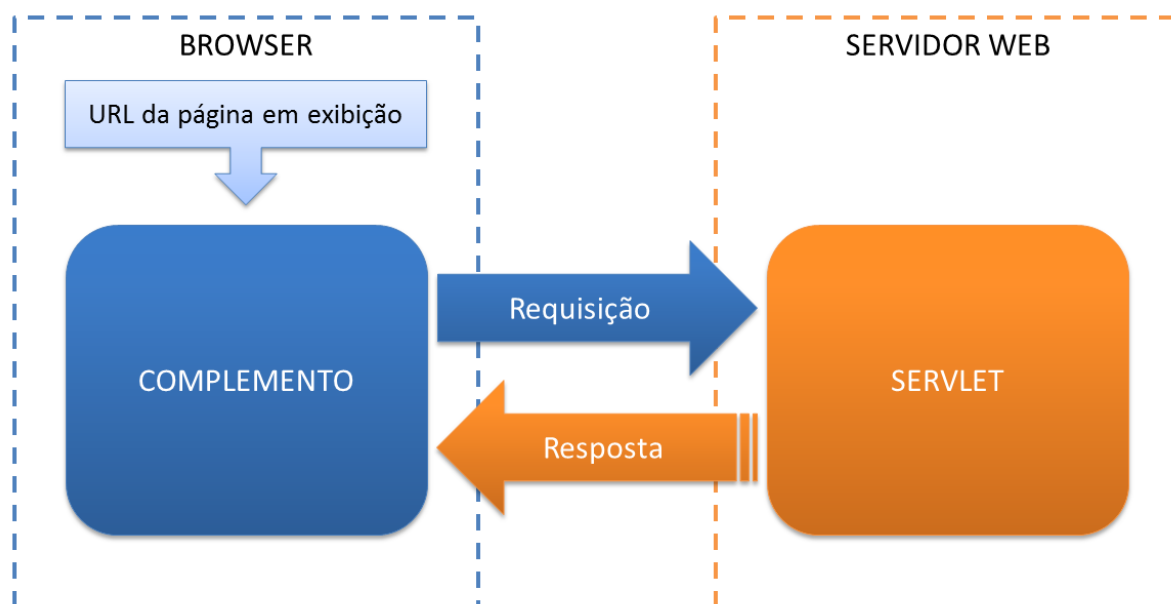 BROWSER
SERVIDOR WEB
URL da página em exibição
Requisição
COMPLEMENTO
SERVLET
Resposta